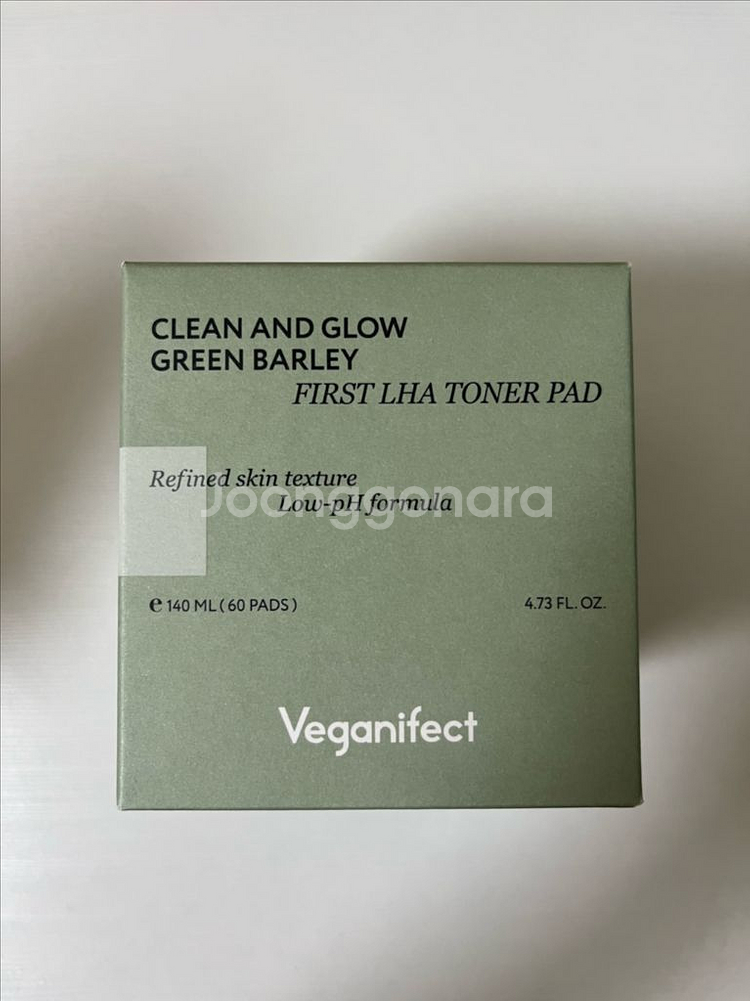 CLEAN AND GLOW
GREEN BARLEY
FIRST LHA TONER PAD
Refined skin texture
Low-pH formula
Joonggonara
℮ 140 ML ( 60 PADS )
4.73 FL. OZ.
Veganifect